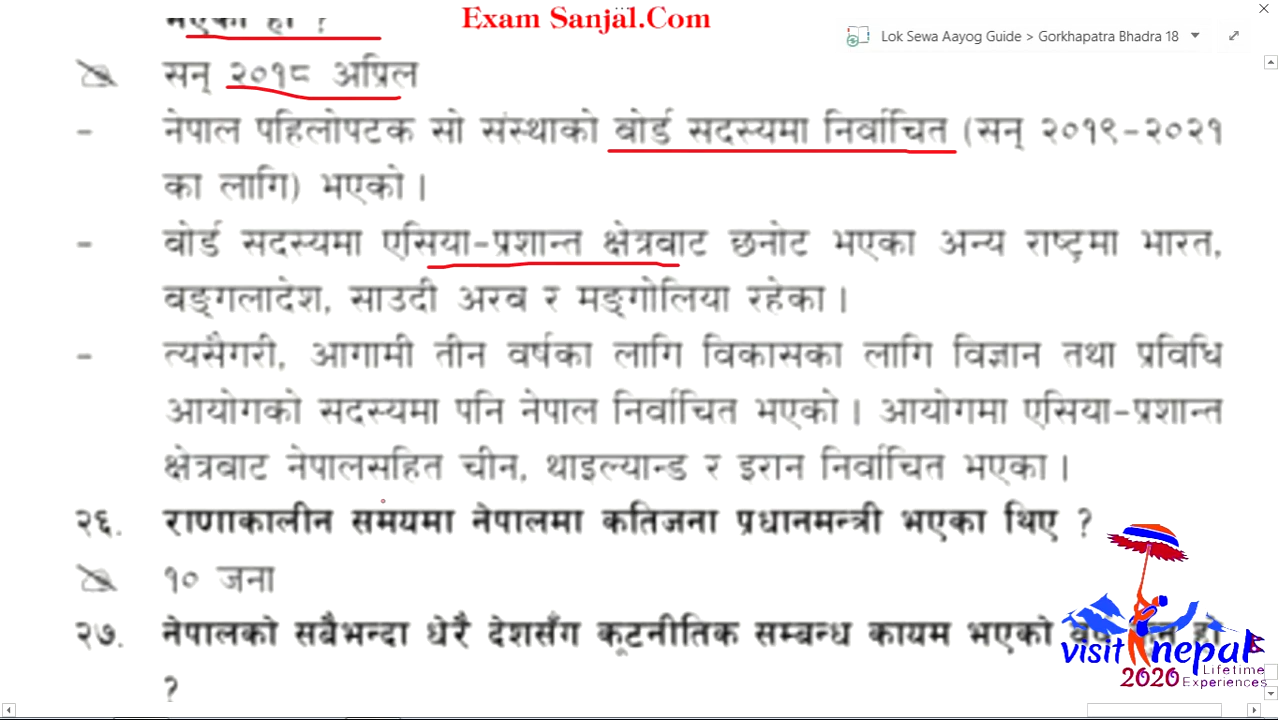 Exam Sanjal.Com
Lok Sewa Aayog Guide > Gorkhapatra Bhadra 18
भएको हो ?
सन् २०१८ अप्रिल
- नेपाल पहिलोपटक सो संस्थाको बोर्ड सदस्यमा निर्वाचित (सन् २०१९-२०२१
का लागि) भएको ।
- बोर्ड सदस्यमा एसिया-प्रशान्त क्षेत्रबाट छनोट भएका अन्य राष्ट्रमा भारत,
बङ्गलादेश, साउदी अरब र मङ्गोलिया रहेका ।
- त्यसैगरी, आगामी तीन वर्षका लागि विकासका लागि विज्ञान तथा प्रविधि
आयोगको सदस्यमा पनि नेपाल निर्वाचित भएको । आयोगमा एसिया-प्रशान्त
क्षेत्रबाट नेपालसहित चीन, थाइल्यान्ड र इरान निर्वाचित भएका ।
२६. राणाकालीन समयमा नेपालमा कतिजना प्रधानमन्त्री भएका थिए ?
१० जना
२७. नेपालको सबैभन्दा धेरै देशसँग कूटनीतिक सम्बन्ध कायम भएको हो
?
visit nepal
2020 Lifetime
Experiences